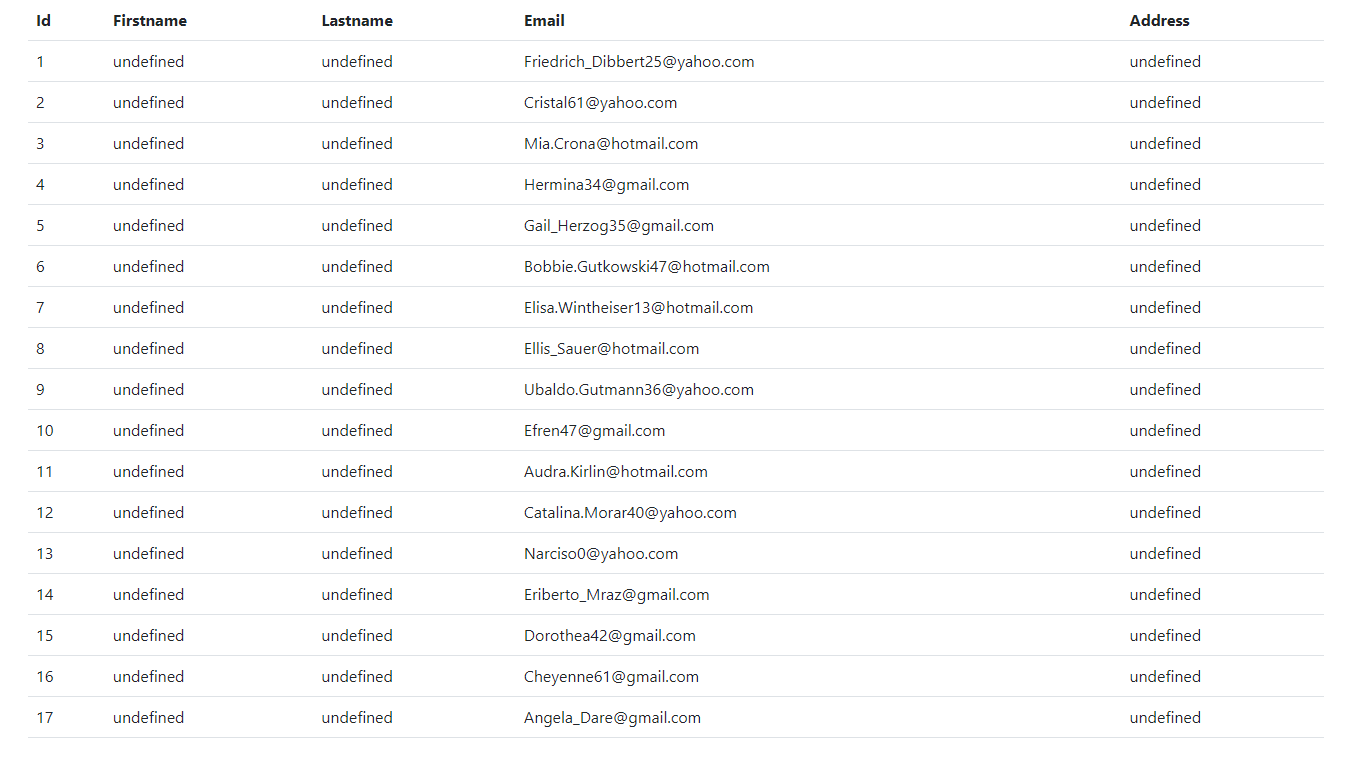 Id Firstname Lastname Email Address
1 undefined undefined Friedrich_Dibbert25@yahoo.com undefined
2 undefined undefined Cristal61@yahoo.com undefined
3 undefined undefined Mia.Crona@hotmail.com undefined
4 undefined undefined Hermina34@gmail.com undefined
5 undefined undefined Gail_Herzog35@gmail.com undefined
6 undefined undefined Bobbie.Gutkowski47@hotmail.com undefined
7 undefined undefined Elisa.Wintheiser13@hotmail.com undefined
8 undefined undefined Ellis_Sauer@hotmail.com undefined
9 undefined undefined Ubaldo.Gutmann36@yahoo.com undefined
10 undefined undefined Efren47@gmail.com undefined
11 undefined undefined Audra.Kirlin@hotmail.com undefined
12 undefined undefined Catalina.Morar40@yahoo.com undefined
13 undefined undefined Narciso0@yahoo.com undefined
14 undefined undefined Eriberto_Mraz@gmail.com undefined
15 undefined undefined Dorothea42@gmail.com undefined
16 undefined undefined Cheyenne61@gmail.com undefined
17 undefined undefined Angela_Dare@gmail.com undefined